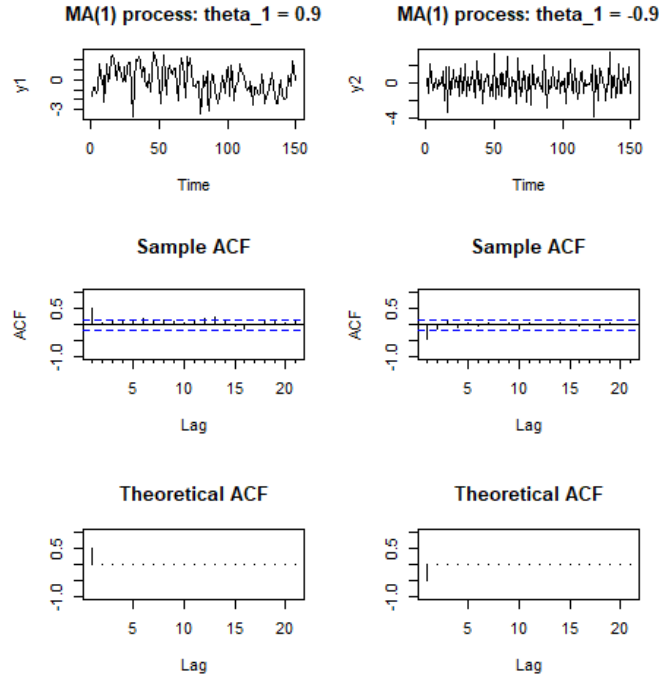 MA(1) process: theta_1 = 0.9
y1
0
-3
0
50
100
150
Time
MA(1) process: theta_1 = -0.9
y2
0
-4
0
50
100
150
Time
Sample ACF
ACF
0.5
-1.0
5
10
15
20
Lag
Sample ACF
ACF
0.5
-1.0
5
10
15
20
Lag
Theoretical ACF
0.5
-1.0
5
10
15
20
Lag
Theoretical ACF
0.5
-1.0
5
10
15
20
Lag